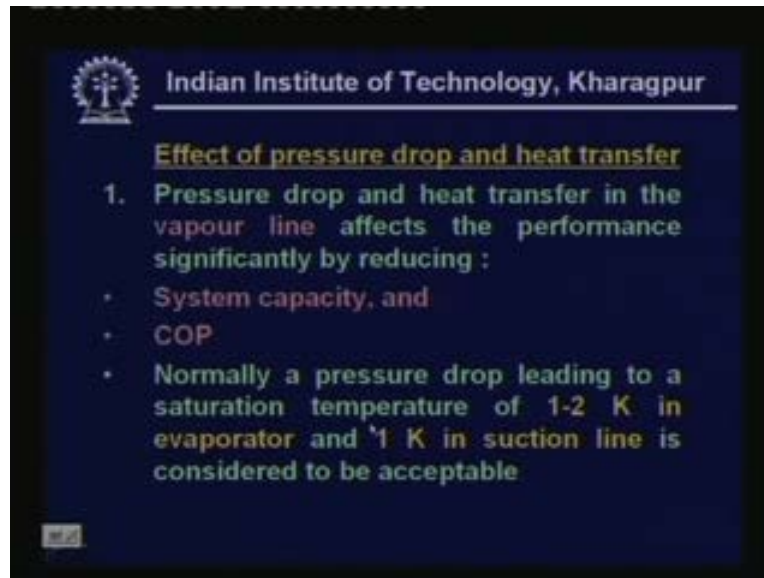 Indian Institute of Technology, Kharagpur
Effect of pressure drop and heat transfer
1. Pressure drop and heat transfer in the
vapour line affects the performance
significantly by reducing :
• System capacity, and
• COP
• Normally a pressure drop leading to a
saturation temperature of 1-2 K in
evaporator and 1 K in suction line is
considered to be acceptable